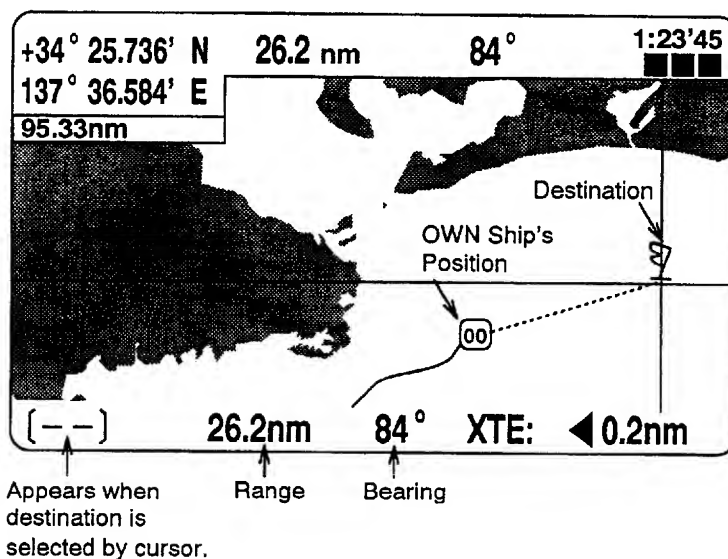 +34° 25.736' N 26.2 nm 84° 1:23'45
137° 36.584' E
95.33nm
Destination
OWN Ship's
Position
00
[– –] 26.2nm 84° XTE: ◀ 0.2nm
Appears when
destination is
selected by cursor.
Range
Bearing